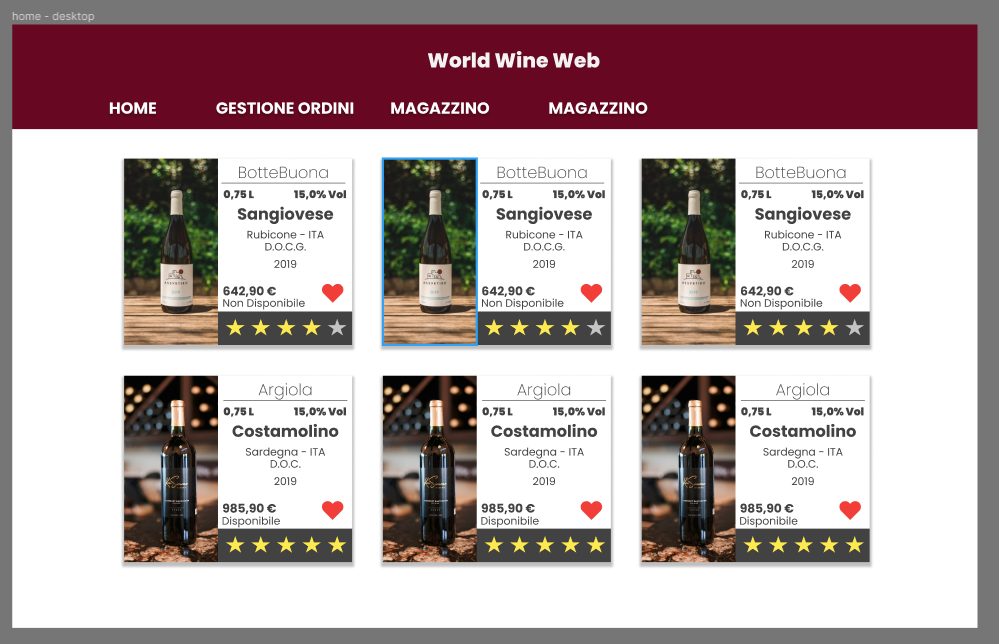 home - desktop
World Wine Web
HOME GESTIONE ORDINI MAGAZZINO MAGAZZINO
BotteBuona
0,75 L 15,0% Vol
Sangiovese
Rubicone - ITA
D.O.C.G.
2019
642,90 €
Non Disponibile
BotteBuona
0,75 L 15,0% Vol
Sangiovese
Rubicone - ITA
D.O.C.G.
2019
642,90 €
Non Disponibile
BotteBuona
0,75 L 15,0% Vol
Sangiovese
Rubicone - ITA
D.O.C.G.
2019
642,90 €
Non Disponibile
Argiola
0,75 L 15,0% Vol
Costamolino
Sardegna - ITA
D.O.C.
2019
985,90 €
Disponibile
Argiola
0,75 L 15,0% Vol
Costamolino
Sardegna - ITA
D.O.C.
2019
985,90 €
Disponibile
Argiola
0,75 L 15,0% Vol
Costamolino
Sardegna - ITA
D.O.C.
2019
985,90 €
Disponibile